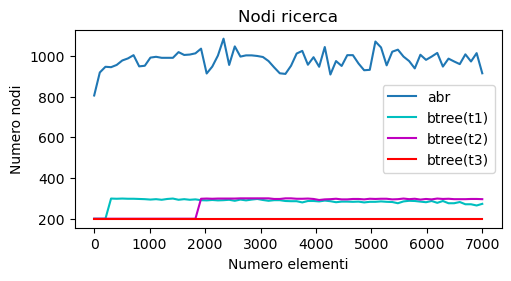 Nodi ricerca
Numero nodi
1000
800
600
400
200
abr
btree(t1)
btree(t2)
btree(t3)
0
1000
2000
3000
4000
5000
6000
7000
Numero elementi